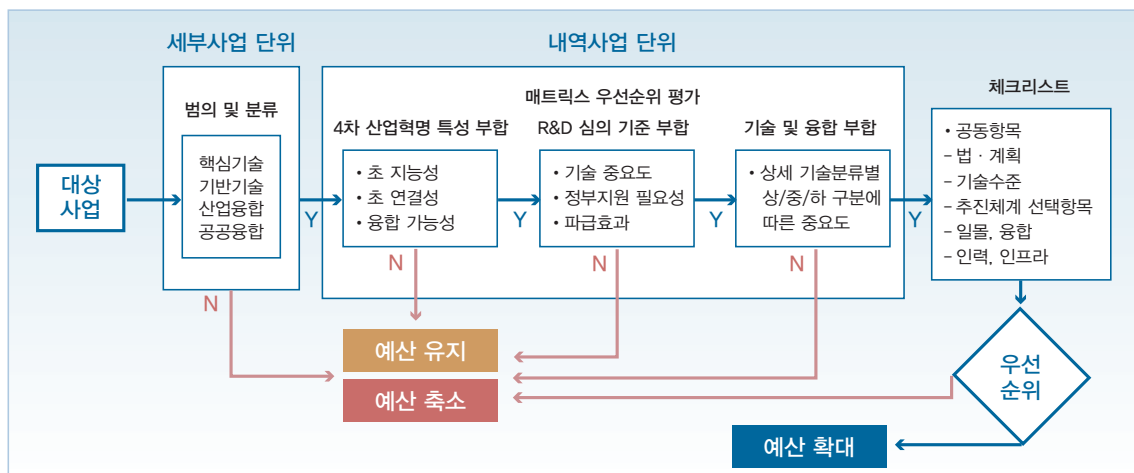 세부사업 단위
내역사업 단위
범의 및 분류
핵심기술
기반기술
산업융합
공공융합
매트릭스 우선순위 평가
4차 산업혁명 특성 부합
R&D 심의 기준 부합
기술 및 융합 부합
체크리스트
대상
사업
• 초 지능성
• 초 연결성
• 융합 가능성
• 기술 중요도
• 정부지원 필요성
• 파급효과
• 상세 기술분류별
상/중/하 구분에
따른 중요도
• 공동항목
– 법 · 계획
– 기술수준
– 추진체계 선택항목
– 일몰, 융합
– 인력, 인프라
Y
Y
Y
Y
N
N
N
N
예산 유지
예산 축소
우선
순위
예산 확대